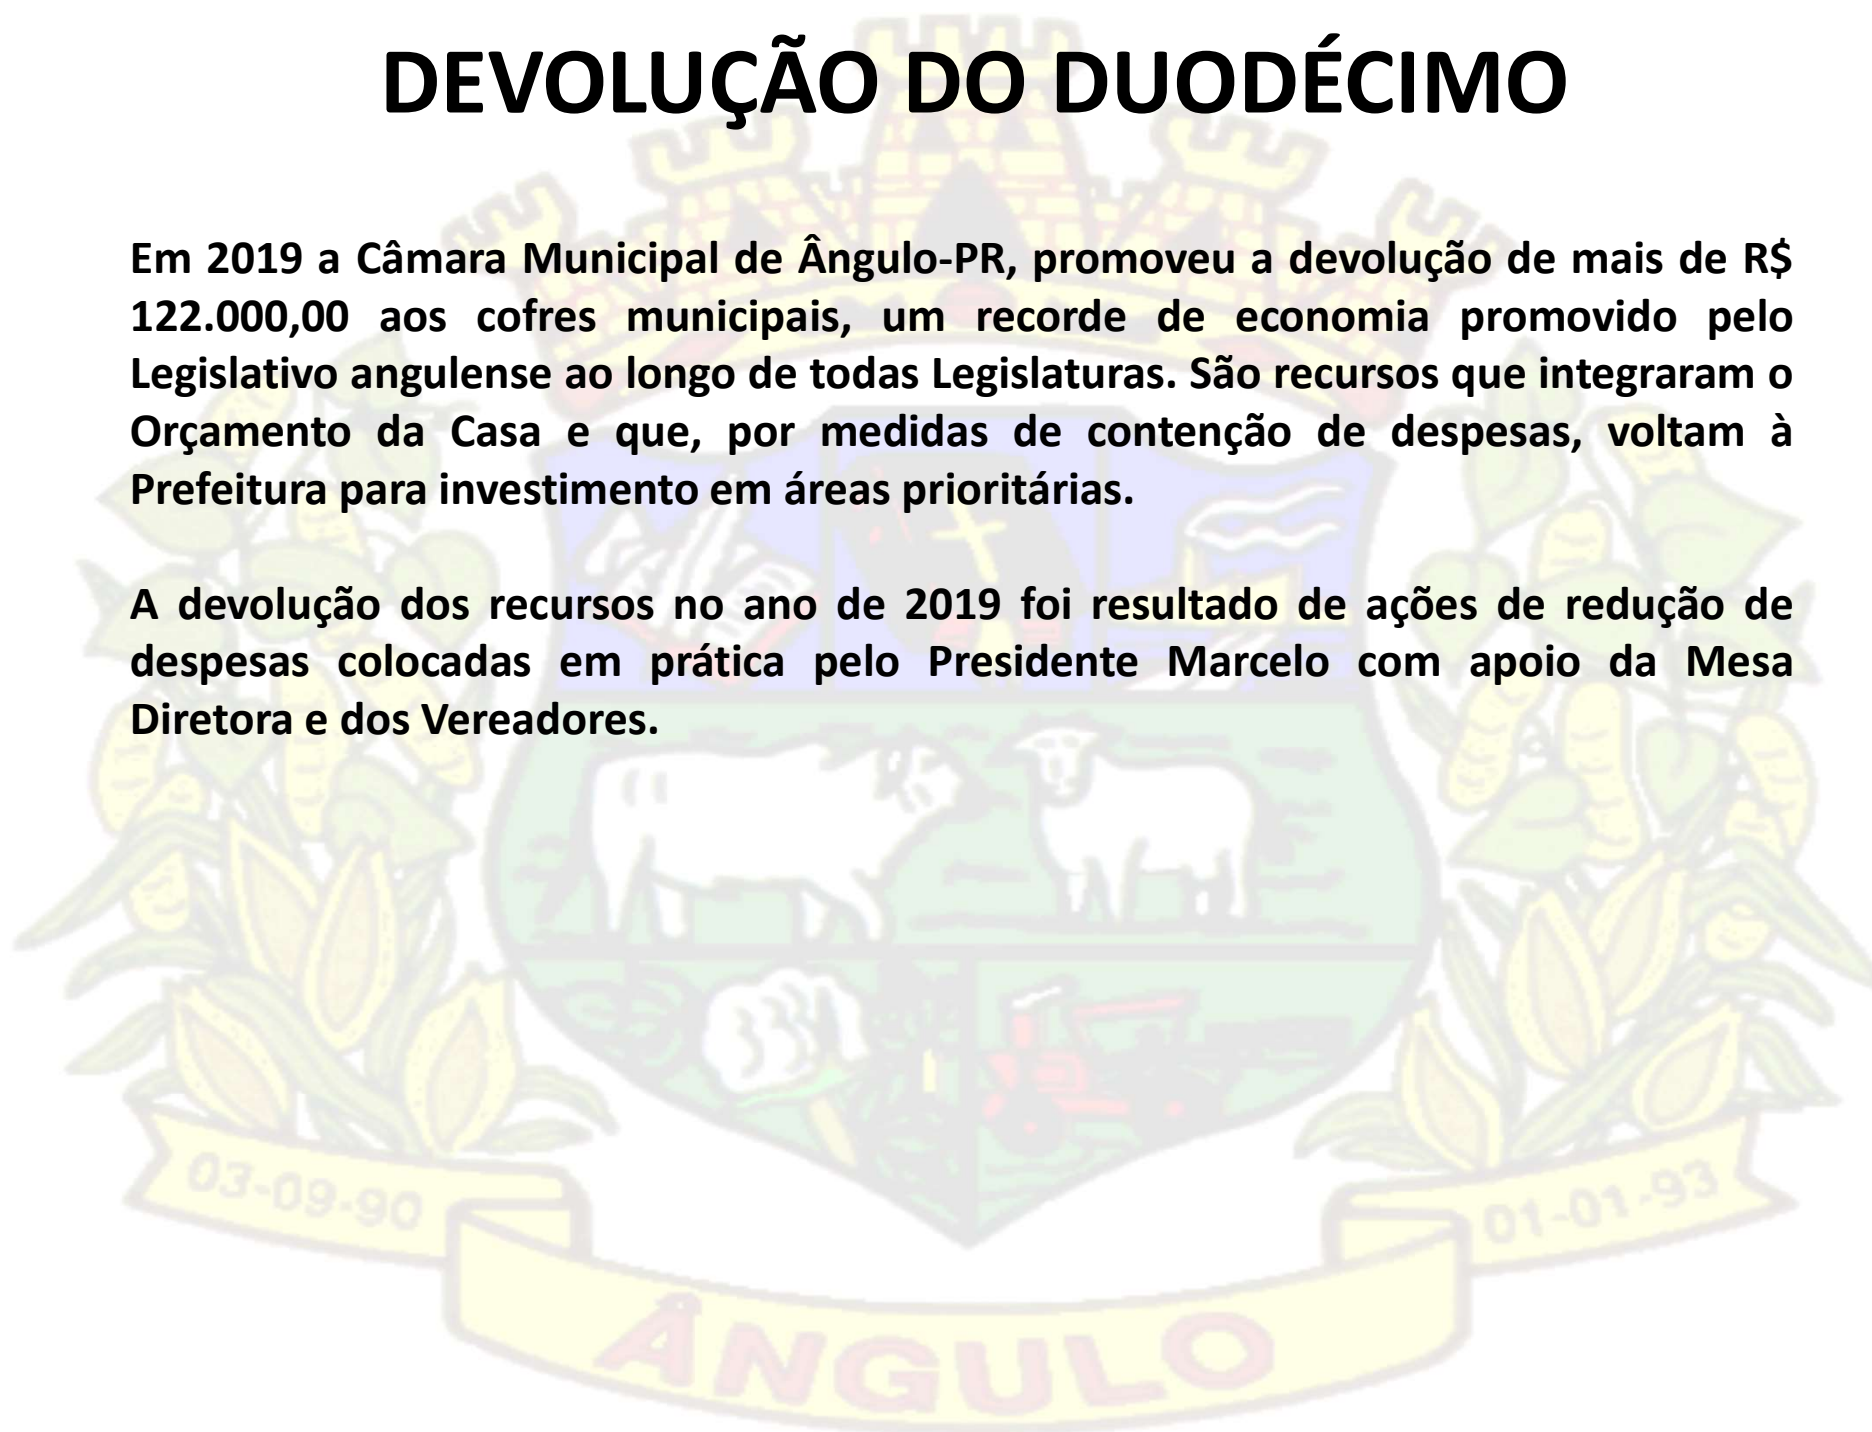 DEVOLUÇÃO DO DUODÉCIMO
Em 2019 a Câmara Municipal de Ângulo-PR, promoveu a devolução de mais de R$
122.000,00 aos cofres municipais, um recorde de economia promovido pelo
Legislativo angulense ao longo de todas Legislaturas. São recursos que integraram o
Orçamento da Casa e que, por medidas de contenção de despesas, voltam à
Prefeitura para investimento em áreas prioritárias.
A devolução dos recursos no ano de 2019 foi resultado de ações de redução de
despesas colocadas em prática pelo Presidente Marcelo com apoio da Mesa
Diretora e dos Vereadores.
03-09-90
01-01-93
ÂNGULO